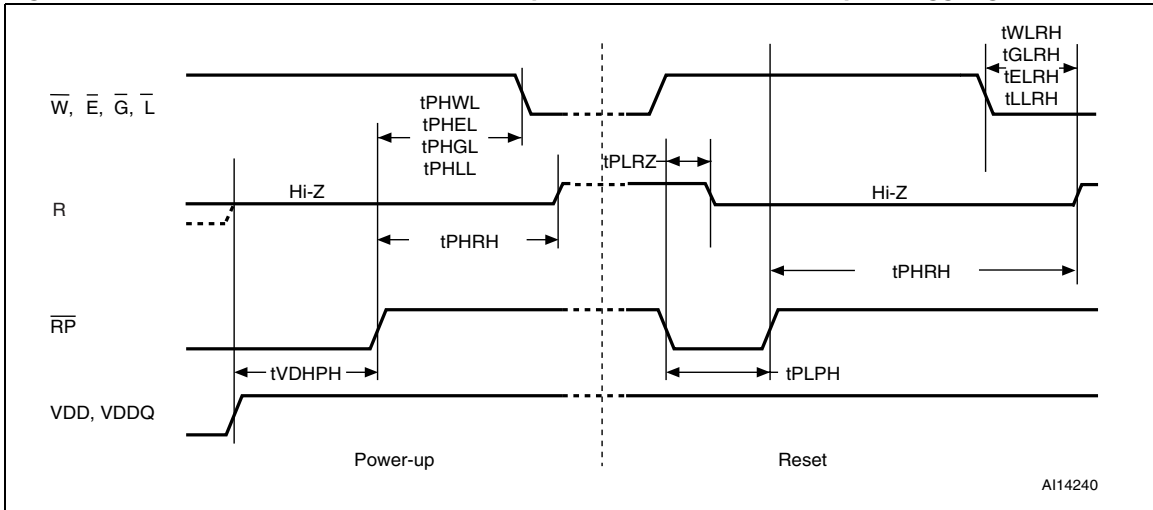 tWLRH
tGLRH
tELRH
tLLRH
W̅, E̅, G̅, L̅
tPHWL
tPHEL
tPHGL
tPHLL
tPLRZ
R
Hi-Z
Hi-Z
tPHRH
tPHRH
R̅P̅
tVDHPH
tPLPH
VDD, VDDQ
Power-up
Reset
AI14240